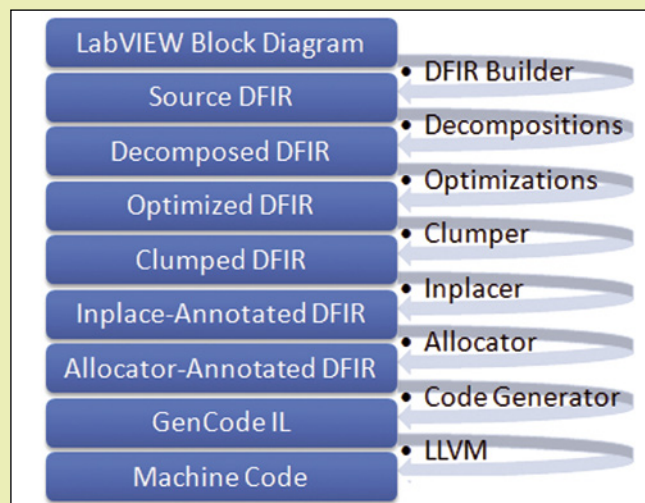 LabVIEW Block Diagram
• DFIR Builder
Source DFIR
• Decompositions
Decomposed DFIR
• Optimizations
Optimized DFIR
• Clumper
Clumped DFIR
• Inplacer
Inplace-Annotated DFIR
• Allocator
Allocator-Annotated DFIR
• Code Generator
GenCode IL
• LLVM
Machine Code